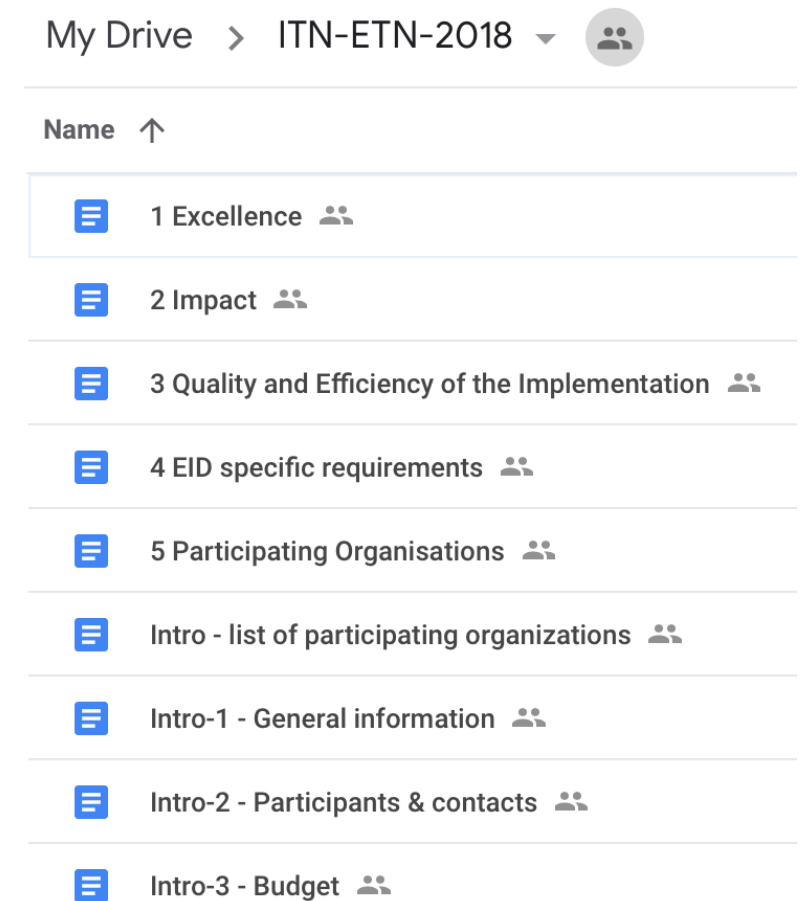 My Drive > ITN-ETN-2018
Name ↑
1 Excellence
2 Impact
3 Quality and Efficiency of the Implementation
4 EID specific requirements
5 Participating Organisations
Intro - list of participating organizations
Intro-1 - General information
Intro-2 - Participants & contacts
Intro-3 - Budget